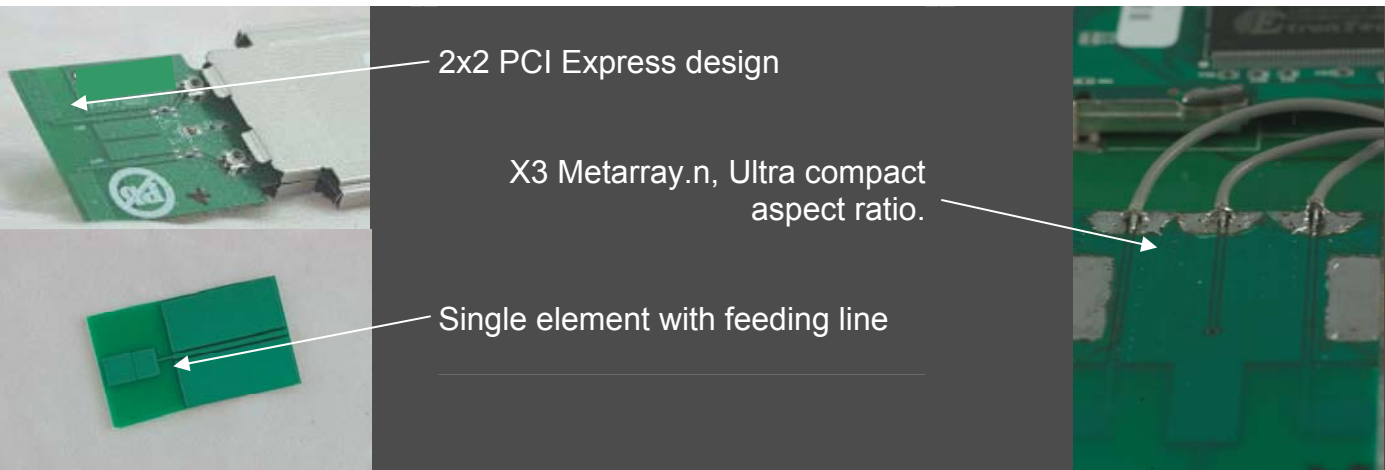 2x2 PCI Express design
X3 Metarray.n, Ultra compact
aspect ratio.
Single element with feeding line